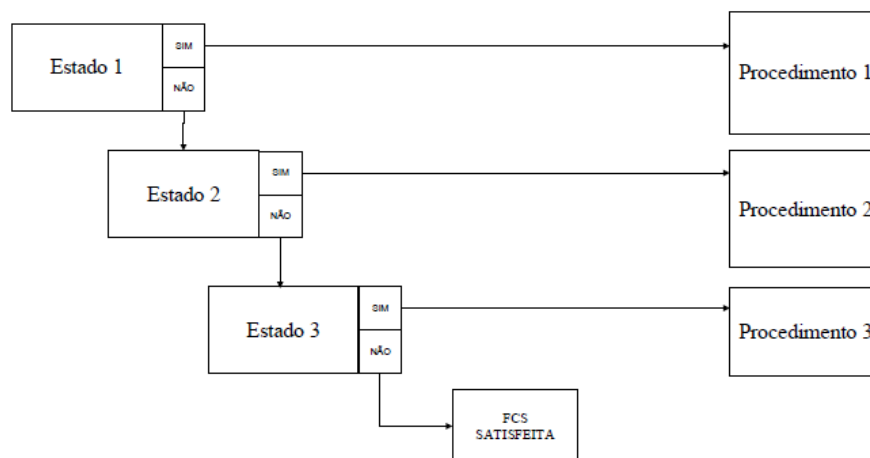 SIM
Estado 1
Procedimento 1
NÃO
SIM
Estado 2
Procedimento 2
NÃO
SIM
Estado 3
Procedimento 3
NÃO
FCS
SATISFEITA